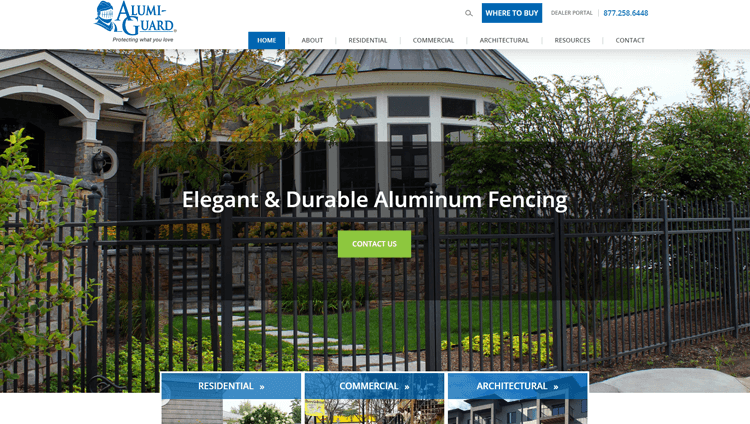 ALUMI-
GUARD®
Protecting what you love
WHERE TO BUY
DEALER PORTAL
877.258.6448
HOME
ABOUT
RESIDENTIAL
COMMERCIAL
ARCHITECTURAL
RESOURCES
CONTACT
Elegant & Durable Aluminum Fencing
CONTACT US
RESIDENTIAL »
COMMERCIAL »
ARCHITECTURAL »